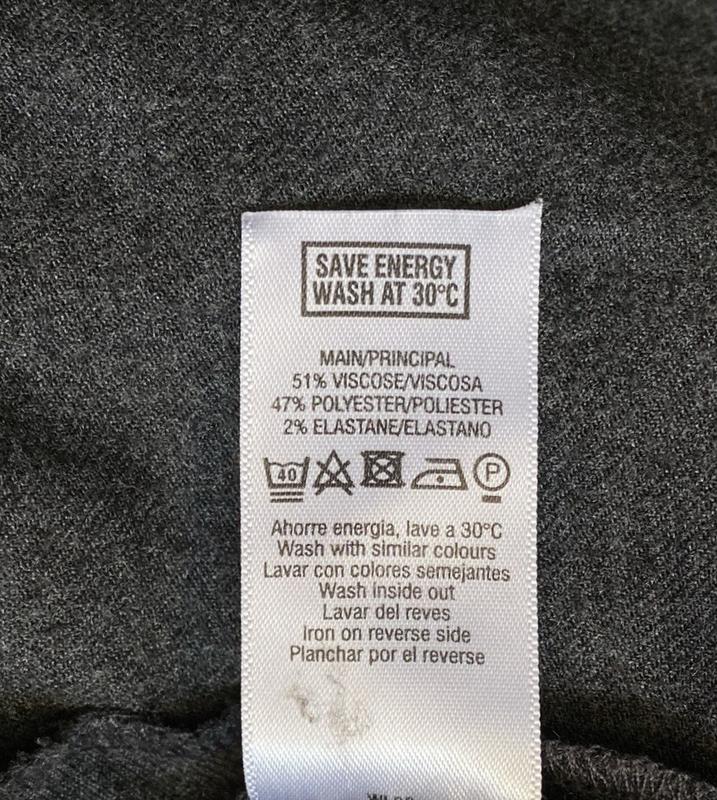 SAVE ENERGY
WASH AT 30°C
MAIN/PRINCIPAL
51% VISCOSE/VISCOSA
47% POLYESTER/POLIESTER
2% ELASTANE/ELASTANO
40 P
Ahorre energia, lave a 30°C
Wash with similar colours
Lavar con colores semejantes
Wash inside out
Lavar del reves
Iron on reverse side
Planchar por el reverse